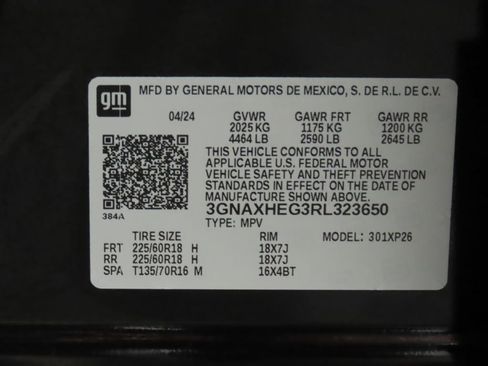 gm
MFD BY GENERAL MOTORS DE MEXICO, S. DE R.L. DE C.V.
04/24 GVWR GAWR FRT GAWR RR
2025 KG 1175 KG 1200 KG
4464 LB 2590 LB 2645 LB
THIS VEHICLE CONFORMS TO ALL
APPLICABLE U.S. FEDERAL MOTOR
VEHICLE SAFETY AND THEFT PREVENTION
STANDARDS IN EFFECT ON THE DATE OF
MANUFACTURE SHOWN ABOVE.
3GNAXHEG3RL323650
384A
TYPE: MPV
TIRE SIZE RIM MODEL: 301XP26
FRT 225/60R18 H 18X7J
RR 225/60R18 H 18X7J
SPA T135/70R16 M 16X4BT